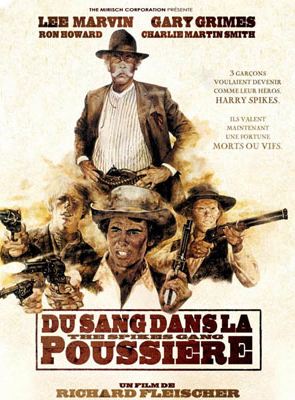 THE MIRISCH CORPORATION PRÉSENTE
LEE MARVIN GARY GRIMES
RON HOWARD CHARLIE MARTIN SMITH
3 GARÇONS
VOULAIENT DEVENIR
COMME LEUR HÉROS,
HARRY SPIKES.
ILS VALENT
MAINTENANT
UNE FORTUNE
MORTS OU VIFS.
DU SANG DANS LA
THE SPIKES GANG
POUSSIERE
UN FILM DE
RICHARD FLEISCHER